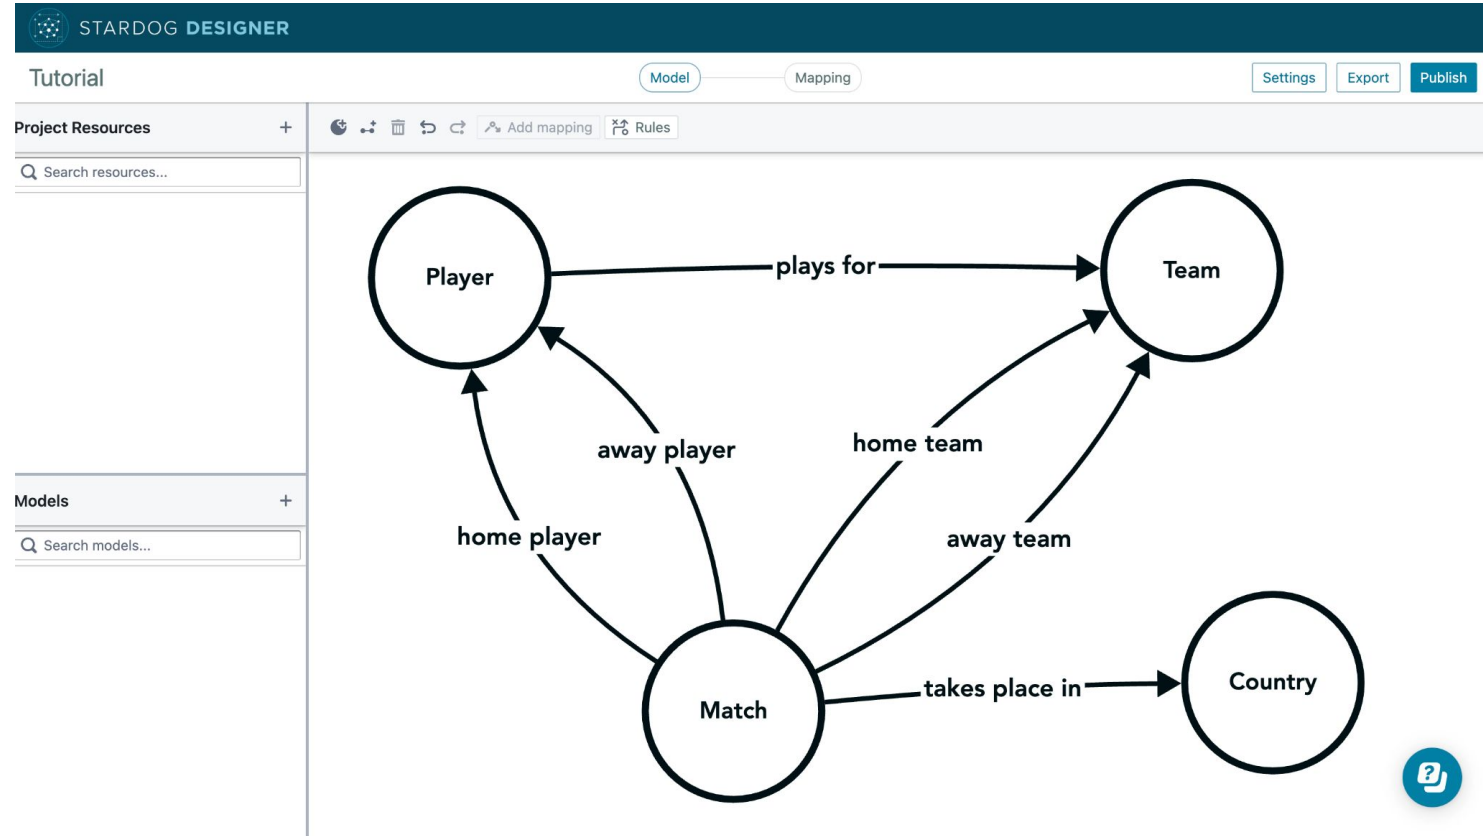 STARDOG DESIGNER
Tutorial
Model
Mapping
Settings
Export
Publish
Project Resources
Add mapping
Rules
Search resources...
Player
plays for
Team
away player
home team
Models
home player
away team
Search models...
takes place in
Country
Match